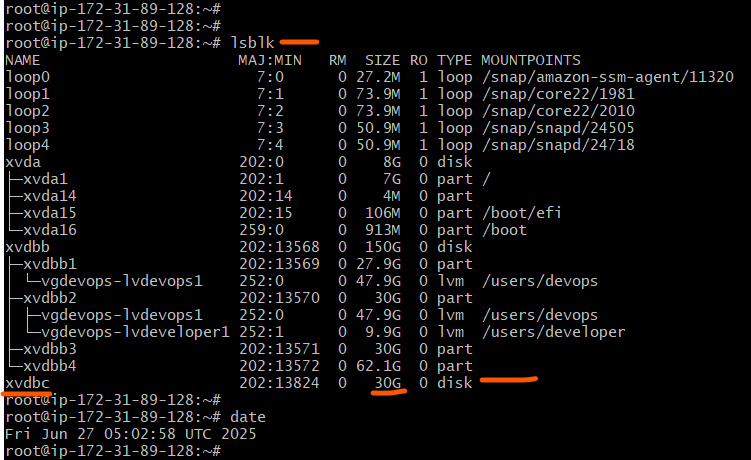 root@ip-172-31-89-128:~#
root@ip-172-31-89-128:~#
root@ip-172-31-89-128:~# lsblk
NAME                      MAJ:MIN   RM  SIZE RO TYPE MOUNTPOINTS
loop0                       7:0      0 27.2M  1 loop /snap/amazon-ssm-agent/11320
loop1                       7:1      0 73.9M  1 loop /snap/core22/1981
loop2                       7:2      0 73.9M  1 loop /snap/core22/2010
loop3                       7:3      0 50.9M  1 loop /snap/snapd/24505
loop4                       7:4      0 50.9M  1 loop /snap/snapd/24718
xvda                      202:0      0    8G  0 disk
├─xvda1                   202:1      0    7G  0 part /
├─xvda14                  202:14     0    4M  0 part
├─xvda15                  202:15     0  106M  0 part /boot/efi
└─xvda16                  259:0      0  913M  0 part /boot
xvdbb                     202:13568  0  150G  0 disk
├─xvdbb1                  202:13569  0 27.9G  0 part
│ └─vgdevops-lvdevops1    252:0      0 47.9G  0 lvm  /users/devops
├─xvdbb2                  202:13570  0   30G  0 part
│ ├─vgdevops-lvdevops1    252:0      0 47.9G  0 lvm  /users/devops
│ └─vgdevops-lvdeveloper1 252:1      0  9.9G  0 lvm  /users/developer
├─xvdbb3                  202:13571  0   30G  0 part
└─xvdbb4                  202:13572  0 62.1G  0 part
xvdbc                     202:13824  0   30G  0 disk
root@ip-172-31-89-128:~#
root@ip-172-31-89-128:~# date
Fri Jun 27 05:02:58 UTC 2025
root@ip-172-31-89-128:~#